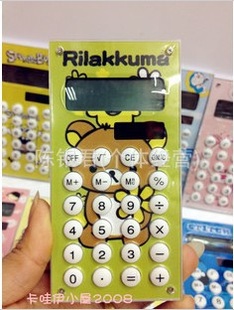 Rilakkuma
OFF √ CE ON/C
M+ M− %
7 8 9 ÷
4 5 6 ×
1 2 3 −
0 . = +
卡哇伊小屋2008